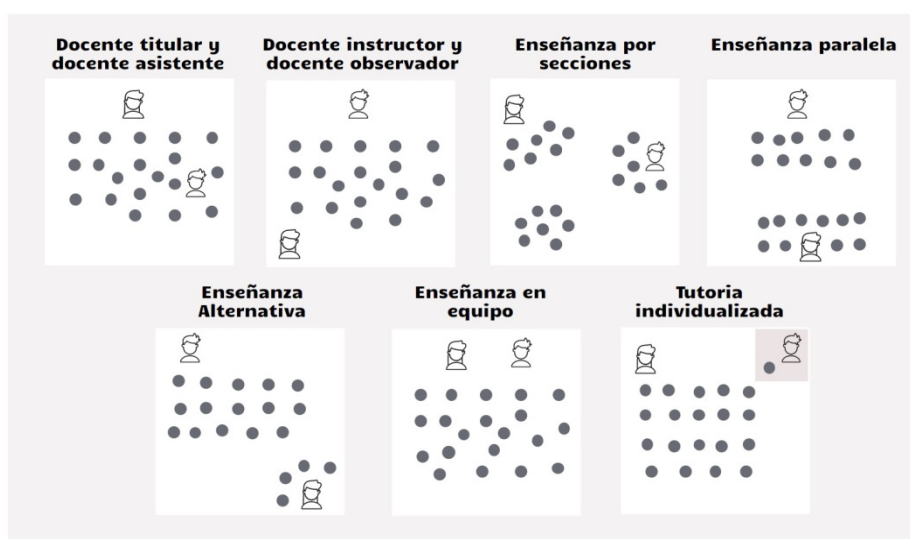 Docente titular y
docente asistente
Docente instructor y
docente observador
Enseñanza por
secciones
Enseñanza paralela
Enseñanza
Alternativa
Enseñanza en
equipo
Tutoria
individualizada